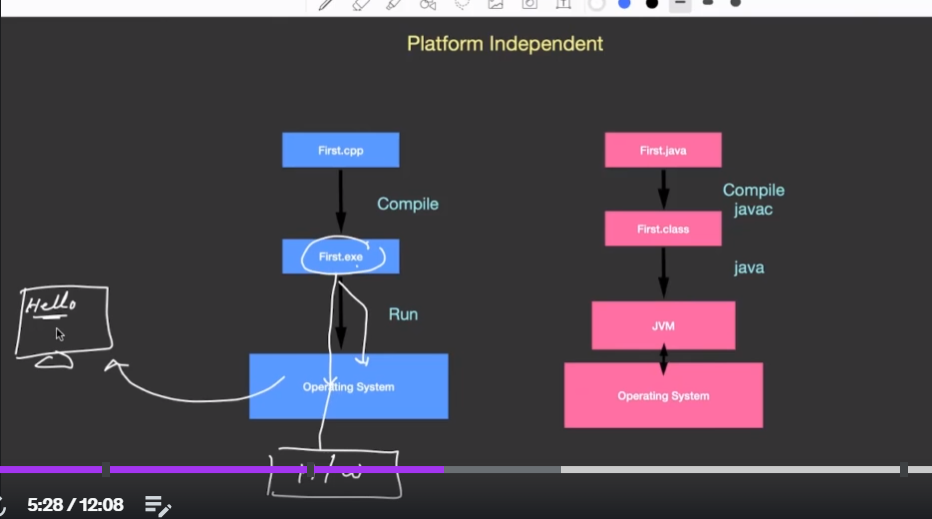 Platform Independent
First.cpp
Compile
First.exe
Run
Operating System
Hello
H/W
First.java
Compile
javac
First.class
java
JVM
Operating System
5:28 / 12:08